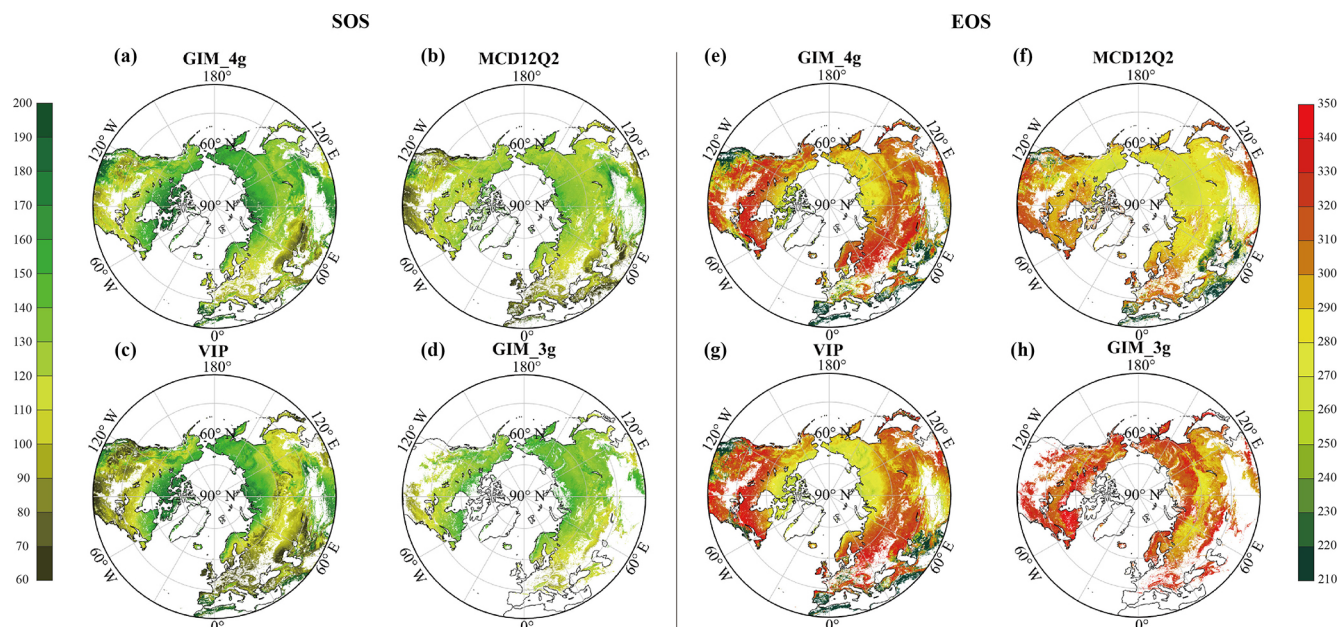 SOS
EOS
(a)
GIM_4g
180°
60° N
90° N
120° W
120° E
60° W
60° E
0°
(b)
MCD12Q2
180°
60° N
90° N
120° W
120° E
60° W
60° E
0°
(e)
GIM_4g
180°
60° N
90° N
120° W
120° E
60° W
60° E
0°
(f)
MCD12Q2
180°
60° N
90° N
120° W
120° E
60° W
60° E
0°
200
190
180
170
160
150
140
130
120
110
100
90
80
70
60
350
340
330
320
310
300
290
280
270
260
250
240
230
220
210
(c)
VIP
180°
60° N
90° N
120° W
120° E
60° W
60° E
0°
(d)
GIM_3g
180°
60° N
90° N
120° W
120° E
60° W
60° E
0°
(g)
VIP
180°
60° N
90° N
120° W
120° E
60° W
60° E
0°
(h)
GIM_3g
180°
60° N
90° N
120° W
120° E
60° W
60° E
0°